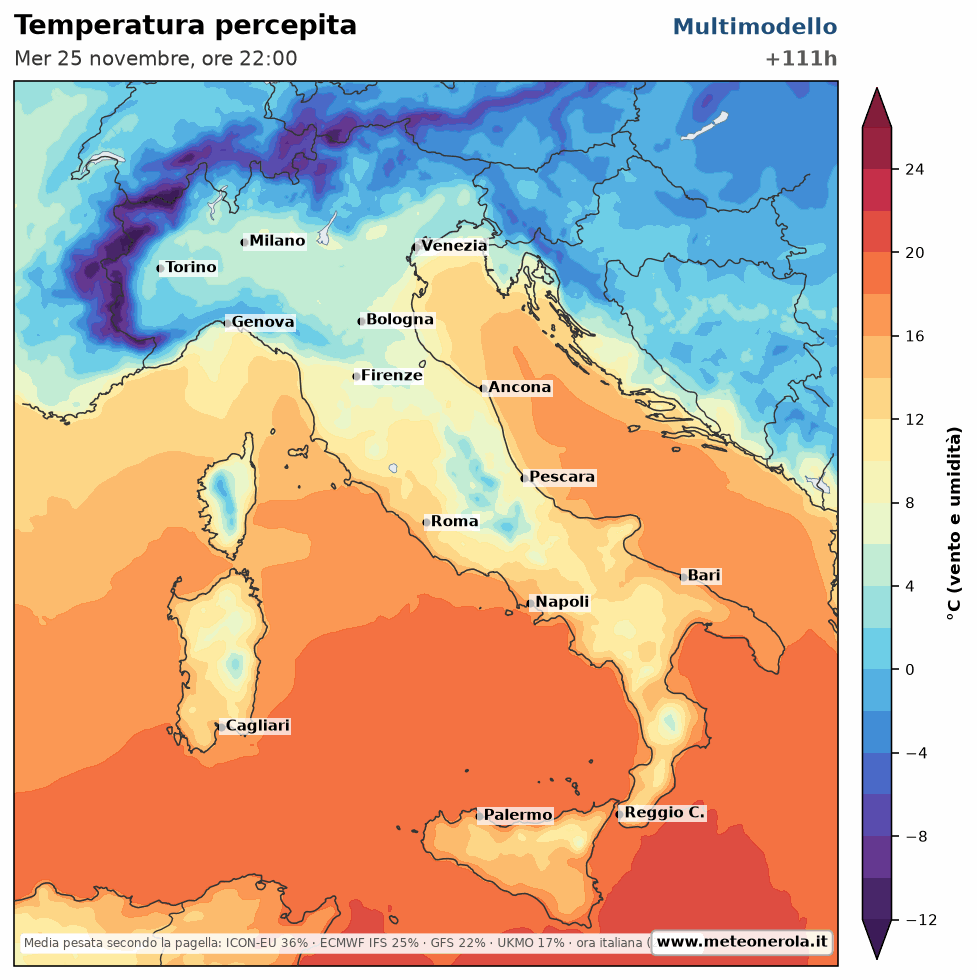 Temperatura percepita
Multimodello
Mer 25 novembre, ore 22:00
+111h
Milano
Venezia
Torino
Genova
Bologna
Firenze
Ancona
Pescara
Roma
Bari
Napoli
Cagliari
Palermo
Reggio C.
24
20
16
12
8
4
0
−4
−8
−12
°C (vento e umidità)
Media pesata secondo la pagella: ICON-EU 36% · ECMWF IFS 25% · GFS 22% · UKMO 17% · ora italiana (
www.meteonerola.it